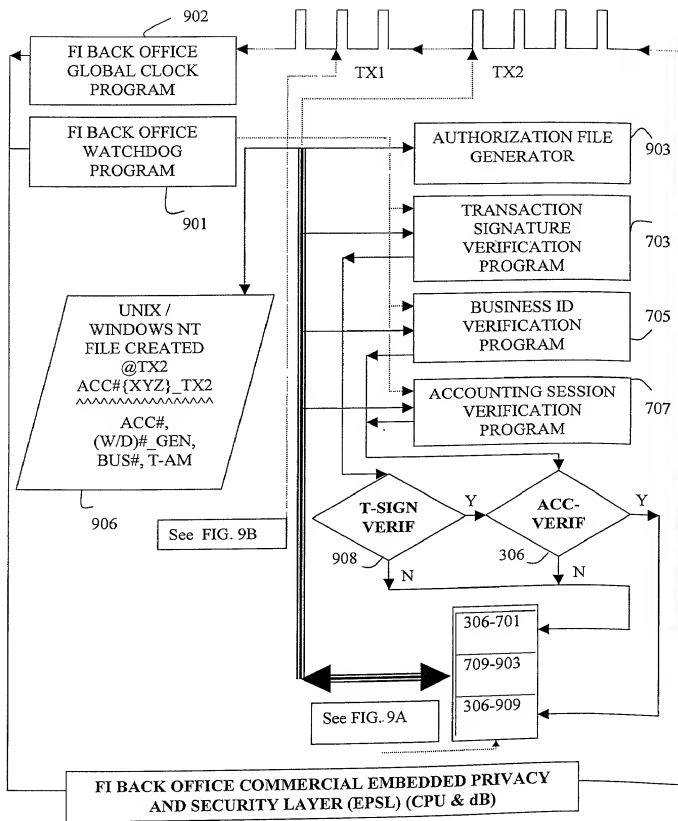 902
FI BACK OFFICE
GLOBAL CLOCK
PROGRAM
TX1
TX2
FI BACK OFFICE
WATCHDOG
PROGRAM
901
AUTHORIZATION FILE
GENERATOR
903
TRANSACTION
SIGNATURE
VERIFICATION
PROGRAM
703
BUSINESS ID
VERIFICATION
PROGRAM
705
ACCOUNTING SESSION
VERIFICATION
PROGRAM
707
UNIX /
WINDOWS NT
FILE CREATED
@TX2
ACC#{XYZ}_TX2
^^^^^^^^^^^^^^^^^^
ACC#,
(W/D)#_GEN,
BUS#, T-AM
906
See FIG. 9B
T-SIGN
VERIF
Y
908
N
ACC-
VERIF
Y
306
N
306-701
709-903
306-909
See FIG. 9A
FI BACK OFFICE COMMERCIAL EMBEDDED PRIVACY
AND SECURITY LAYER (EPSL) (CPU & dB)